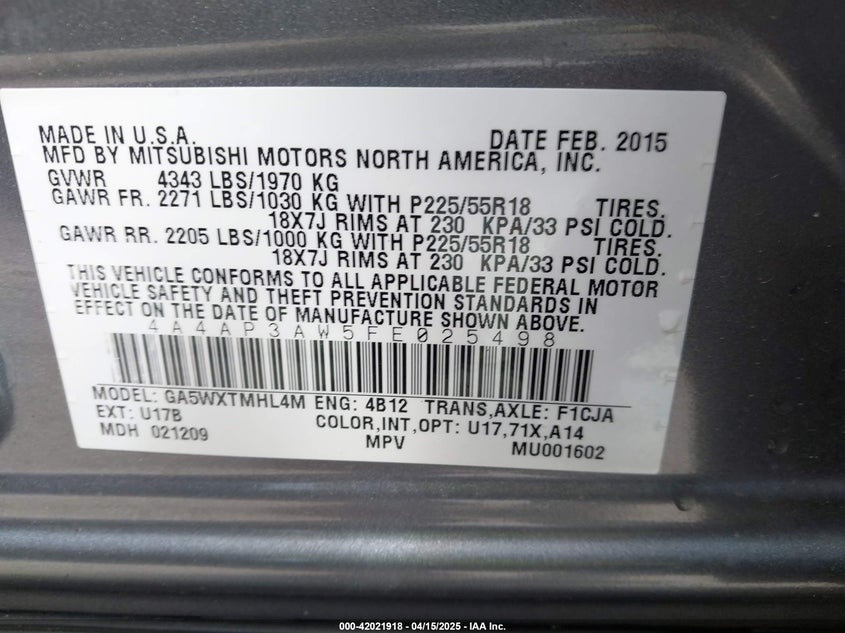 MADE IN U.S.A. DATE FEB. 2015
MFD BY MITSUBISHI MOTORS NORTH AMERICA, INC.
GVWR 4343 LBS/1970 KG
GAWR FR. 2271 LBS/1030 KG WITH P225/55R18 TIRES.
18X7J RIMS AT 230 KPA/33 PSI COLD.
GAWR RR. 2205 LBS/1000 KG WITH P225/55R18 TIRES.
18X7J RIMS AT 230 KPA/33 PSI COLD.
THIS VEHICLE CONFORMS TO ALL APPLICABLE FEDERAL MOTOR
VEHICLE SAFETY AND THEFT PREVENTION STANDARDS IN
EFFECT ON THE DATE OF MANUFACTURE SHOWN ABOVE.
4A4AP3AW5FE025498
MODEL: GA5WXTMHL4M ENG: 4B12 TRANS,AXLE: F1CJA
EXT: U17B COLOR,INT,OPT: U17,71X,A14
MDH 021209 MPV MU001602
000-42021918 - 04/15/2025 - IAA Inc.